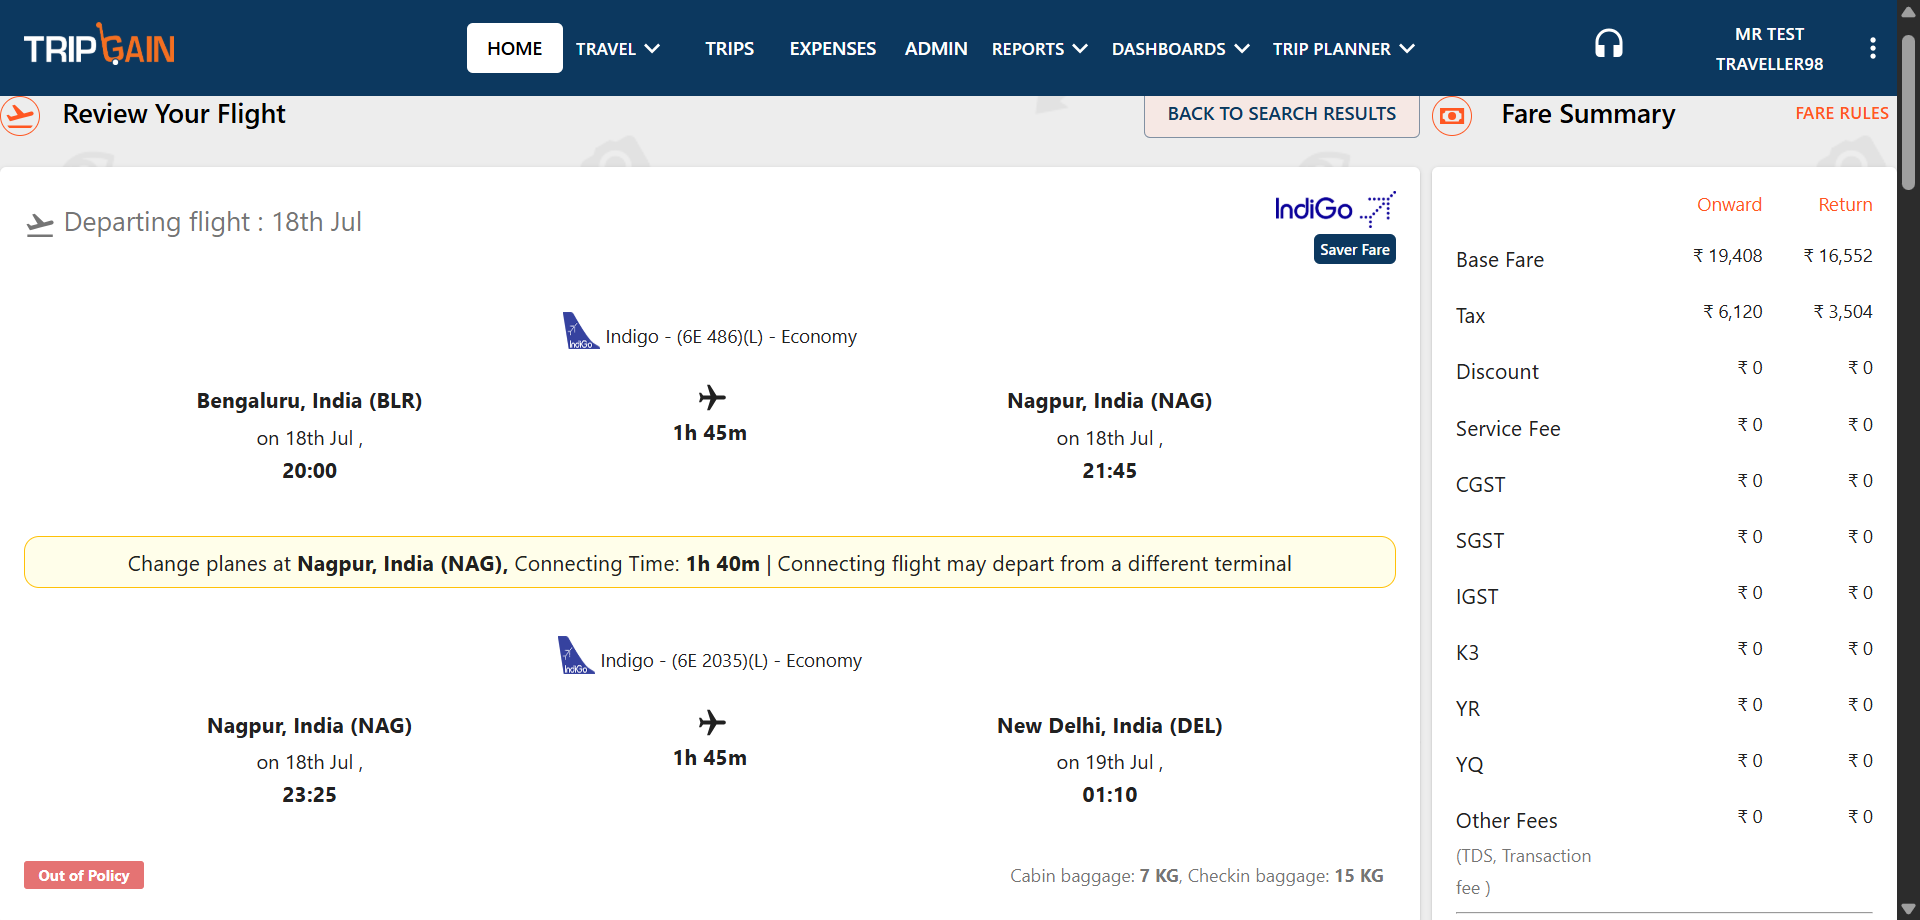 TRIPGAIN
HOME
TRAVEL
TRIPS
EXPENSES
ADMIN
REPORTS
DASHBOARDS
TRIP PLANNER
MR TEST
TRAVELLER98
Review Your Flight
BACK TO SEARCH RESULTS
Departing flight : 18th Jul
IndiGo
Saver Fare
IndiGo
Indigo - (6E 486)(L) - Economy
Bengaluru, India (BLR)
on 18th Jul ,
20:00
1h 45m
Nagpur, India (NAG)
on 18th Jul ,
21:45
Change planes at Nagpur, India (NAG), Connecting Time: 1h 40m | Connecting flight may depart from a different terminal
IndiGo
Indigo - (6E 2035)(L) - Economy
Nagpur, India (NAG)
on 18th Jul ,
23:25
1h 45m
New Delhi, India (DEL)
on 19th Jul ,
01:10
Out of Policy
Cabin baggage: 7 KG, Checkin baggage: 15 KG
Fare Summary
FARE RULES
Onward Return
Base Fare ₹ 19,408 ₹ 16,552
Tax ₹ 6,120 ₹ 3,504
Discount ₹ 0 ₹ 0
Service Fee ₹ 0 ₹ 0
CGST ₹ 0 ₹ 0
SGST ₹ 0 ₹ 0
IGST ₹ 0 ₹ 0
K3 ₹ 0 ₹ 0
YR ₹ 0 ₹ 0
YQ ₹ 0 ₹ 0
Other Fees ₹ 0 ₹ 0
(TDS, Transaction
fee )